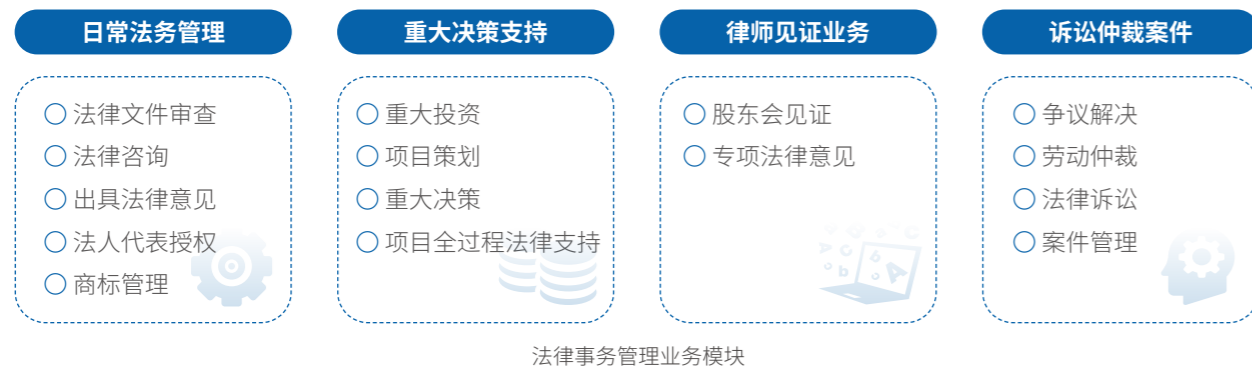 日常法务管理
法律文件审查
法律咨询
出具法律意见
法人代表授权
商标管理
重大决策支持
重大投资
项目策划
重大决策
项目全过程法律支持
律师见证业务
股东会见证
专项法律意见
诉讼仲裁案件
争议解决
劳动仲裁
法律诉讼
案件管理
法律事务管理业务模块